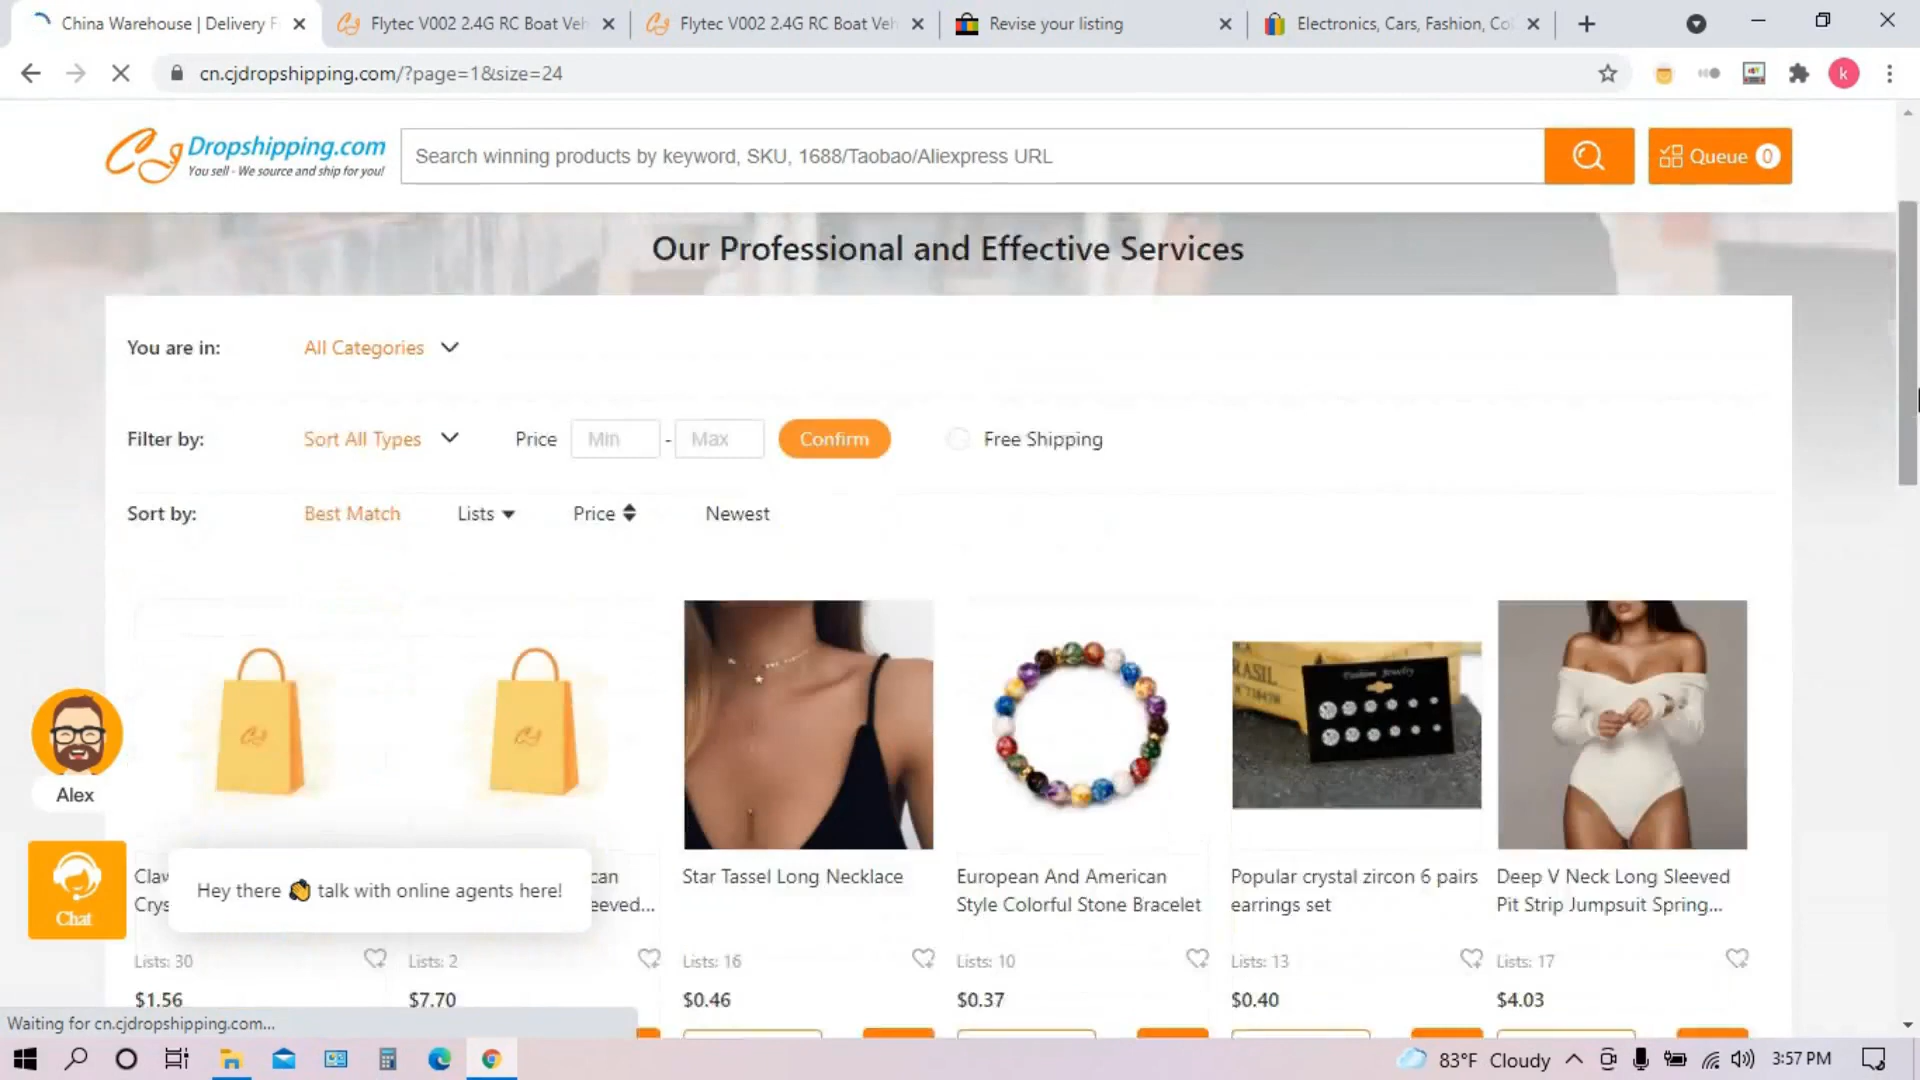 China Warehouse | Delivery F
Flytec V002 2.4G RC Boat Veh
Flytec V002 2.4G RC Boat Veh
Revise your listing
Electronics, Cars, Fashion, Co
cn.cjdropshipping.com/?page=1&size=24
k
CJ Dropshipping.com
You sell - We source and ship for you!
Search winning products by keyword, SKU, 1688/Taobao/Aliexpress URL
Queue 0
Our Professional and Effective Services
You are in: All Categories
Filter by: Sort All Types Price Min - Max Confirm Free Shipping
Sort by: Best Match Lists Price Newest
BRASIL
Fashion Jewelry
Alex
Chat
Hey there 👏 talk with online agents here!
Claw
Crys
can
eeved...
Star Tassel Long Necklace
European And American
Style Colorful Stone Bracelet
Popular crystal zircon 6 pairs
earrings set
Deep V Neck Long Sleeved
Pit Strip Jumpsuit Spring...
Lists: 30
Lists: 2
Lists: 16
Lists: 10
Lists: 13
Lists: 17
$1.56
$7.70
$0.46
$0.37
$0.40
$4.03
Waiting for cn.cjdropshipping.com...
83°F Cloudy
3:57 PM